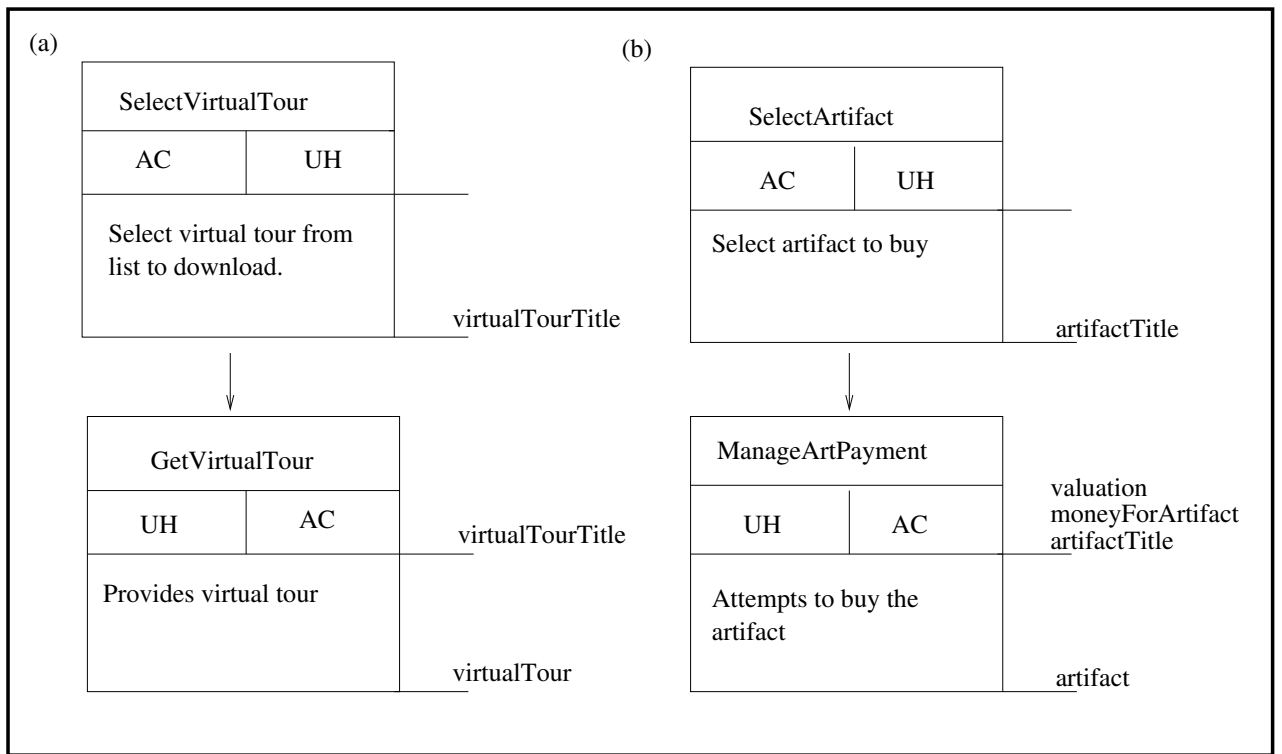 (a)
SelectVirtualTour
AC UH
Select virtual tour from
list to download.
virtualTourTitle
GetVirtualTour
UH AC
virtualTourTitle
Provides virtual tour
virtualTour
(b)
SelectArtifact
AC UH
Select artifact to buy
artifactTitle
ManageArtPayment
UH AC
valuation
moneyForArtifact
artifactTitle
Attempts to buy the
artifact
artifact